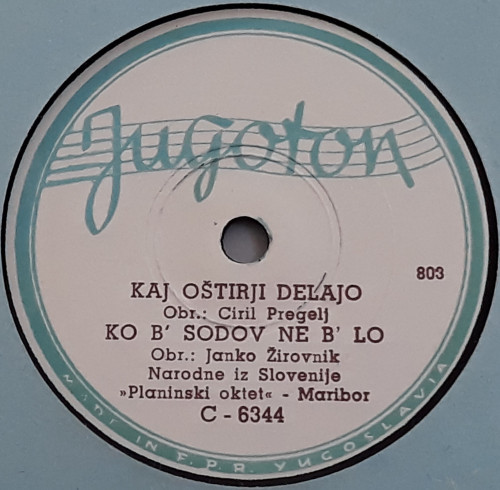 Jugoton
803
KAJ OŠTIRJI DELAJO
Obr.: Ciril Pregelj
KO B' SODOV NE B' LO
Obr.: Janko Žirovnik
Narodne iz Slovenije
»Planinski oktet« - Maribor
C - 6344
MADE IN F.P.R. YUGOSLAVIA